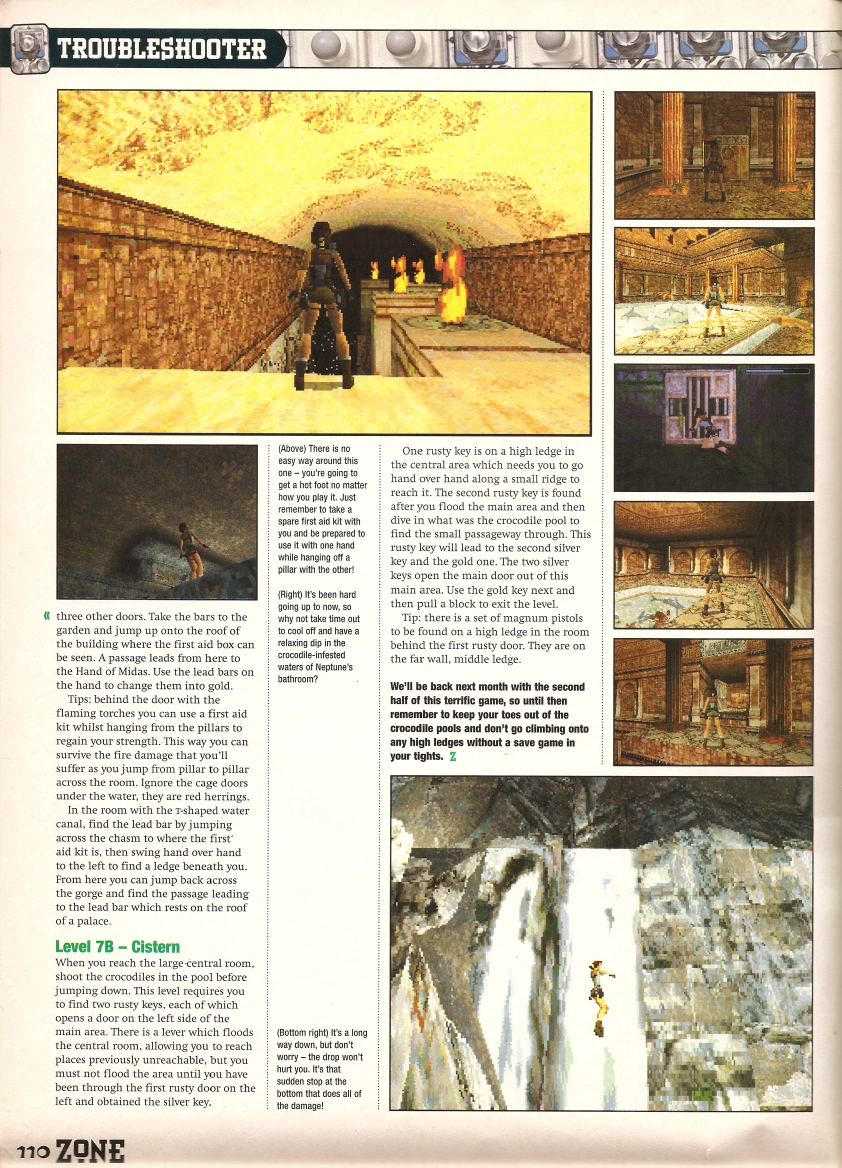 TROUBLESHOOTER
« three other doors. Take the bars to the
garden and jump up onto the roof of
the building where the first aid box can
be seen. A passage leads from here to
the Hand of Midas. Use the lead bars on
the hand to change them into gold.
Tips: behind the door with the
flaming torches you can use a first aid
kit whilst hanging from the pillars to
regain your strength. This way you can
survive the fire damage that you'll
suffer as you jump from pillar to pillar
across the room. Ignore the cage doors
under the water, they are red herrings.
In the room with the T-shaped water
canal, find the lead bar by jumping
across the chasm to where the first
aid kit is, then swing hand over hand
to the left to find a ledge beneath you.
From here you can jump back across
the gorge and find the passage leading
to the lead bar which rests on the roof
of a palace.
Level 7B – Cistern
When you reach the large central room,
shoot the crocodiles in the pool before
jumping down. This level requires you
to find two rusty keys, each of which
opens a door on the left side of the
main area. There is a lever which floods
the central room, allowing you to reach
places previously unreachable, but you
must not flood the area until you have
been through the first rusty door on the
left and obtained the silver key.
(Above) There is no
easy way around this
one – you're going to
get a hot foot no matter
how you play it. Just
remember to take a
spare first aid kit with
you and be prepared to
use it with one hand
while hanging off a
pillar with the other!
(Right) It's been hard
going up to now, so
why not take time out
to cool off and have a
relaxing dip in the
crocodile-infested
waters of Neptune's
bathroom?
(Bottom right) It's a long
way down, but don't
worry – the drop won't
hurt you. It's that
sudden stop at the
bottom that does all of
the damage!
One rusty key is on a high ledge in
the central area which needs you to go
hand over hand along a small ridge to
reach it. The second rusty key is found
after you flood the main area and then
dive in what was the crocodile pool to
find the small passageway through. This
rusty key will lead to the second silver
key and the gold one. The two silver
keys open the main door out of this
main area. Use the gold key next and
then pull a block to exit the level.
Tip: there is a set of magnum pistols
to be found on a high ledge in the room
behind the first rusty door. They are on
the far wall, middle ledge.
We'll be back next month with the second
half of this terrific game, so until then
remember to keep your toes out of the
crocodile pools and don't go climbing onto
any high ledges without a save game in
your tights. Z
110 ZONE